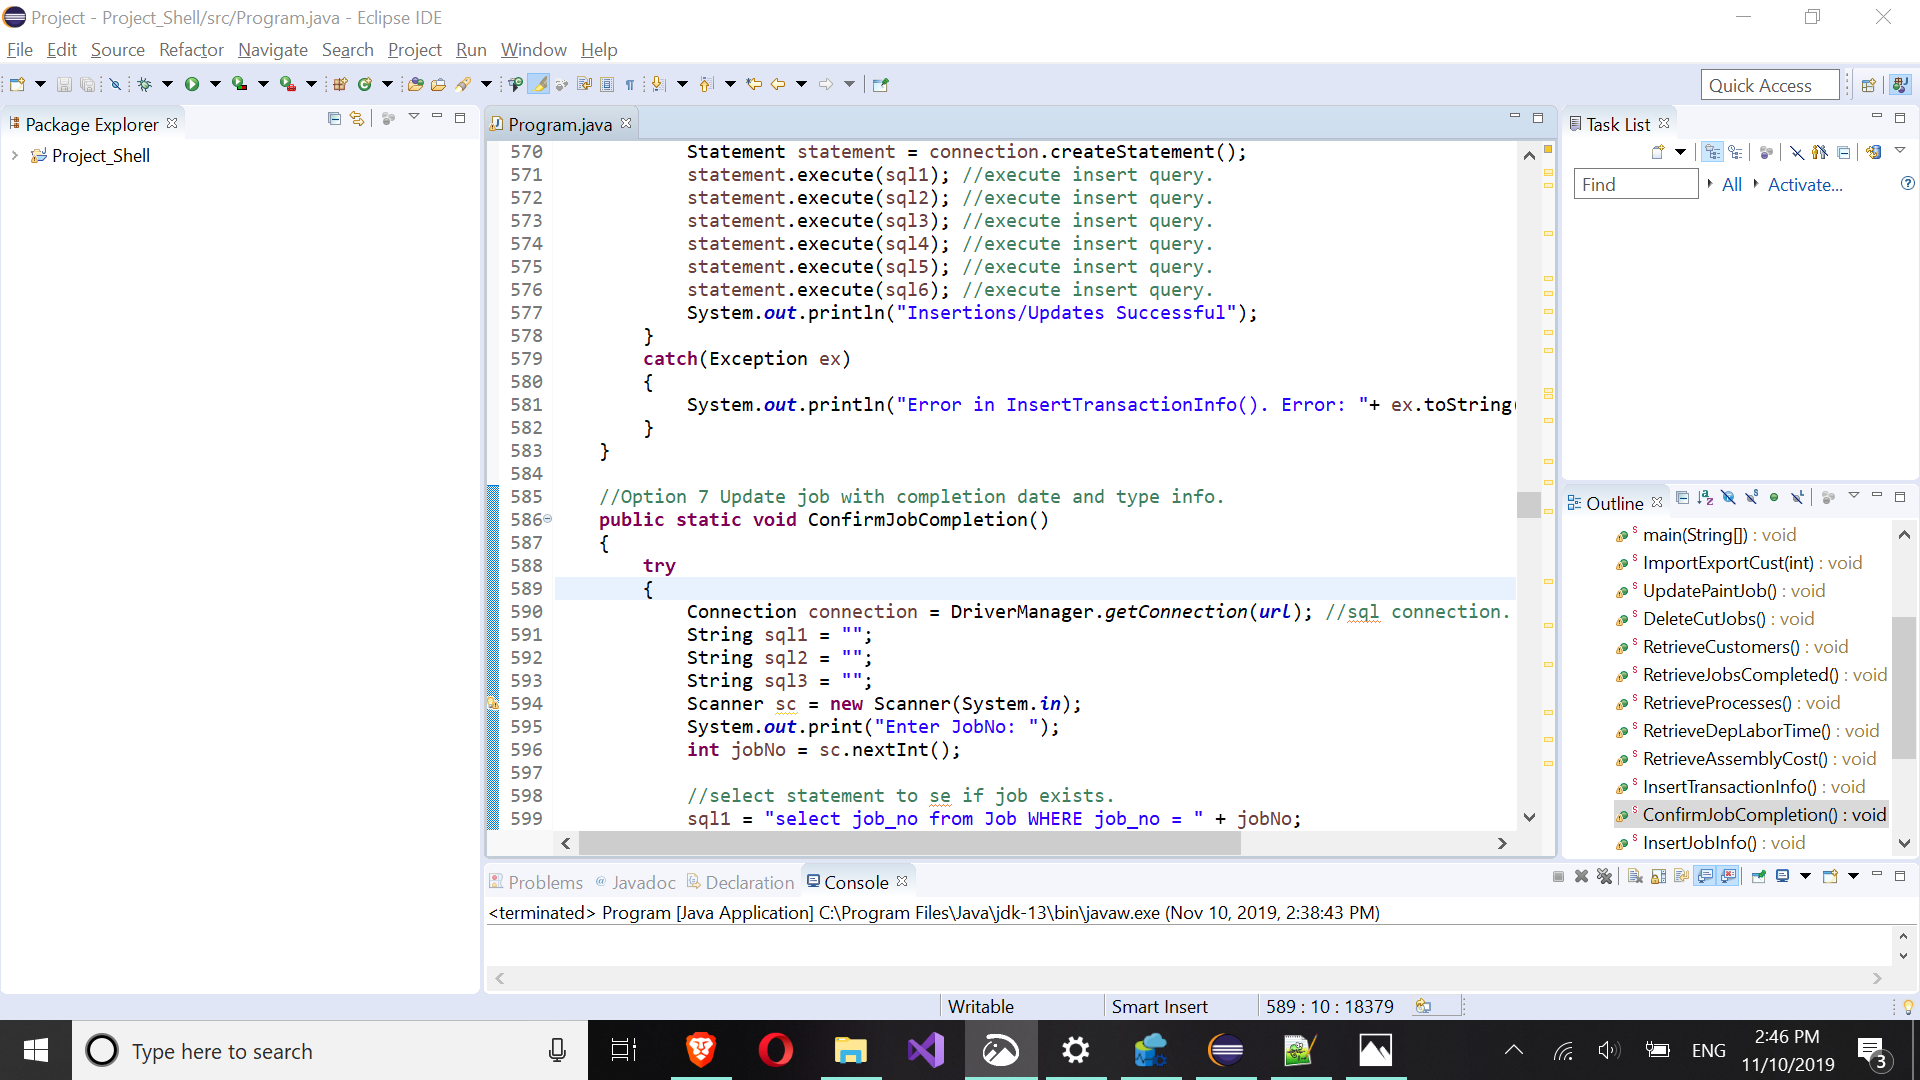 Project - Project_Shell/src/Program.java - Eclipse IDE
File Edit Source Refactor Navigate Search Project Run Window Help
Quick Access
Package Explorer
Project_Shell
Program.java
570 Statement statement = connection.createStatement();
571 statement.execute(sql1); //execute insert query.
572 statement.execute(sql2); //execute insert query.
573 statement.execute(sql3); //execute insert query.
574 statement.execute(sql4); //execute insert query.
575 statement.execute(sql5); //execute insert query.
576 statement.execute(sql6); //execute insert query.
577 System.out.println("Insertions/Updates Successful");
578 }
579 catch(Exception ex)
580 {
581 System.out.println("Error in InsertTransactionInfo(). Error: "+ ex.toString(
582 }
583 }
584
585 //Option 7 Update job with completion date and type info.
586 public static void ConfirmJobCompletion()
587 {
588 try
589 {
590 Connection connection = DriverManager.getConnection(url); //sql connection.
591 String sql1 = "";
592 String sql2 = "";
593 String sql3 = "";
594 Scanner sc = new Scanner(System.in);
595 System.out.print("Enter JobNo: ");
596 int jobNo = sc.nextInt();
597
598 //select statement to se if job exists.
599 sql1 = "select job_no from Job WHERE job_no = " + jobNo;
Task List
Find All Activate...
Outline
main(String[]) : void
ImportExportCust(int) : void
UpdatePaintJob() : void
DeleteCutJobs() : void
RetrieveCustomers() : void
RetrieveJobsCompleted() : void
RetrieveProcesses() : void
RetrieveDepLaborTime() : void
RetrieveAssemblyCost() : void
InsertTransactionInfo() : void
ConfirmJobCompletion() : void
InsertJobInfo() : void
Problems @ Javadoc Declaration Console
<terminated> Program [Java Application] C:\Program Files\Java\jdk-13\bin\javaw.exe (Nov 10, 2019, 2:38:43 PM)
Writable Smart Insert 589 : 10 : 18379
Type here to search
ENG
2:46 PM
11/10/2019
3